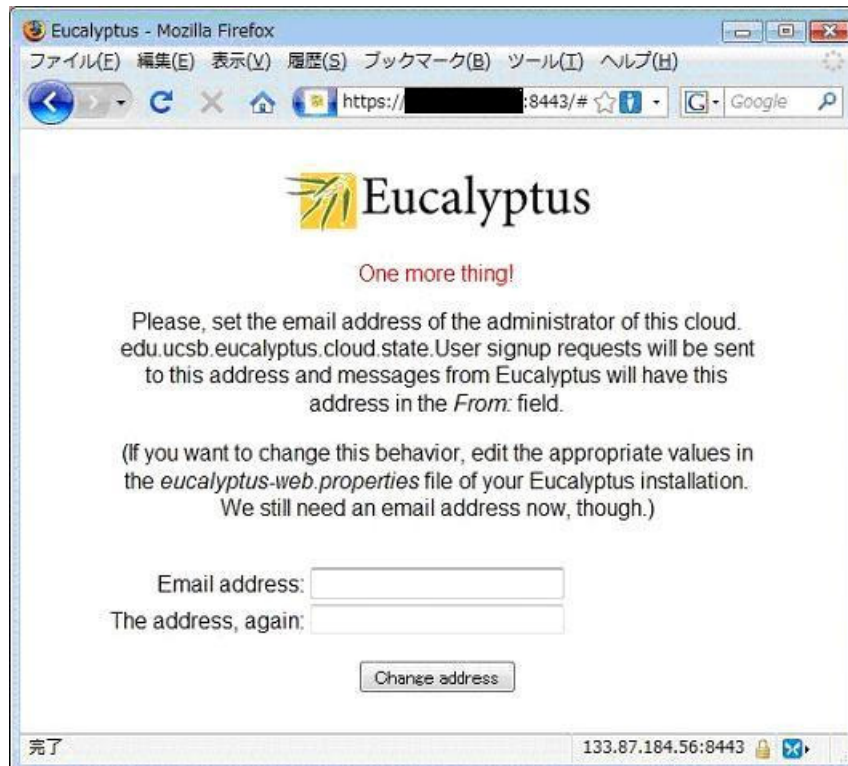 Eucalyptus - Mozilla Firefox
ファイル(F) 編集(E) 表示(V) 履歴(S) ブックマーク(B) ツール(T) ヘルプ(H)
https:// :8443/# G Google
Eucalyptus
One more thing!
Please, set the email address of the administrator of this cloud.
edu.ucsb.eucalyptus.cloud.state.User signup requests will be sent
to this address and messages from Eucalyptus will have this
address in the From: field.
(If you want to change this behavior, edit the appropriate values in
the eucalyptus-web.properties file of your Eucalyptus installation.
We still need an email address now, though.)
Email address:
The address, again:
Change address
完了 133.87.184.56:8443